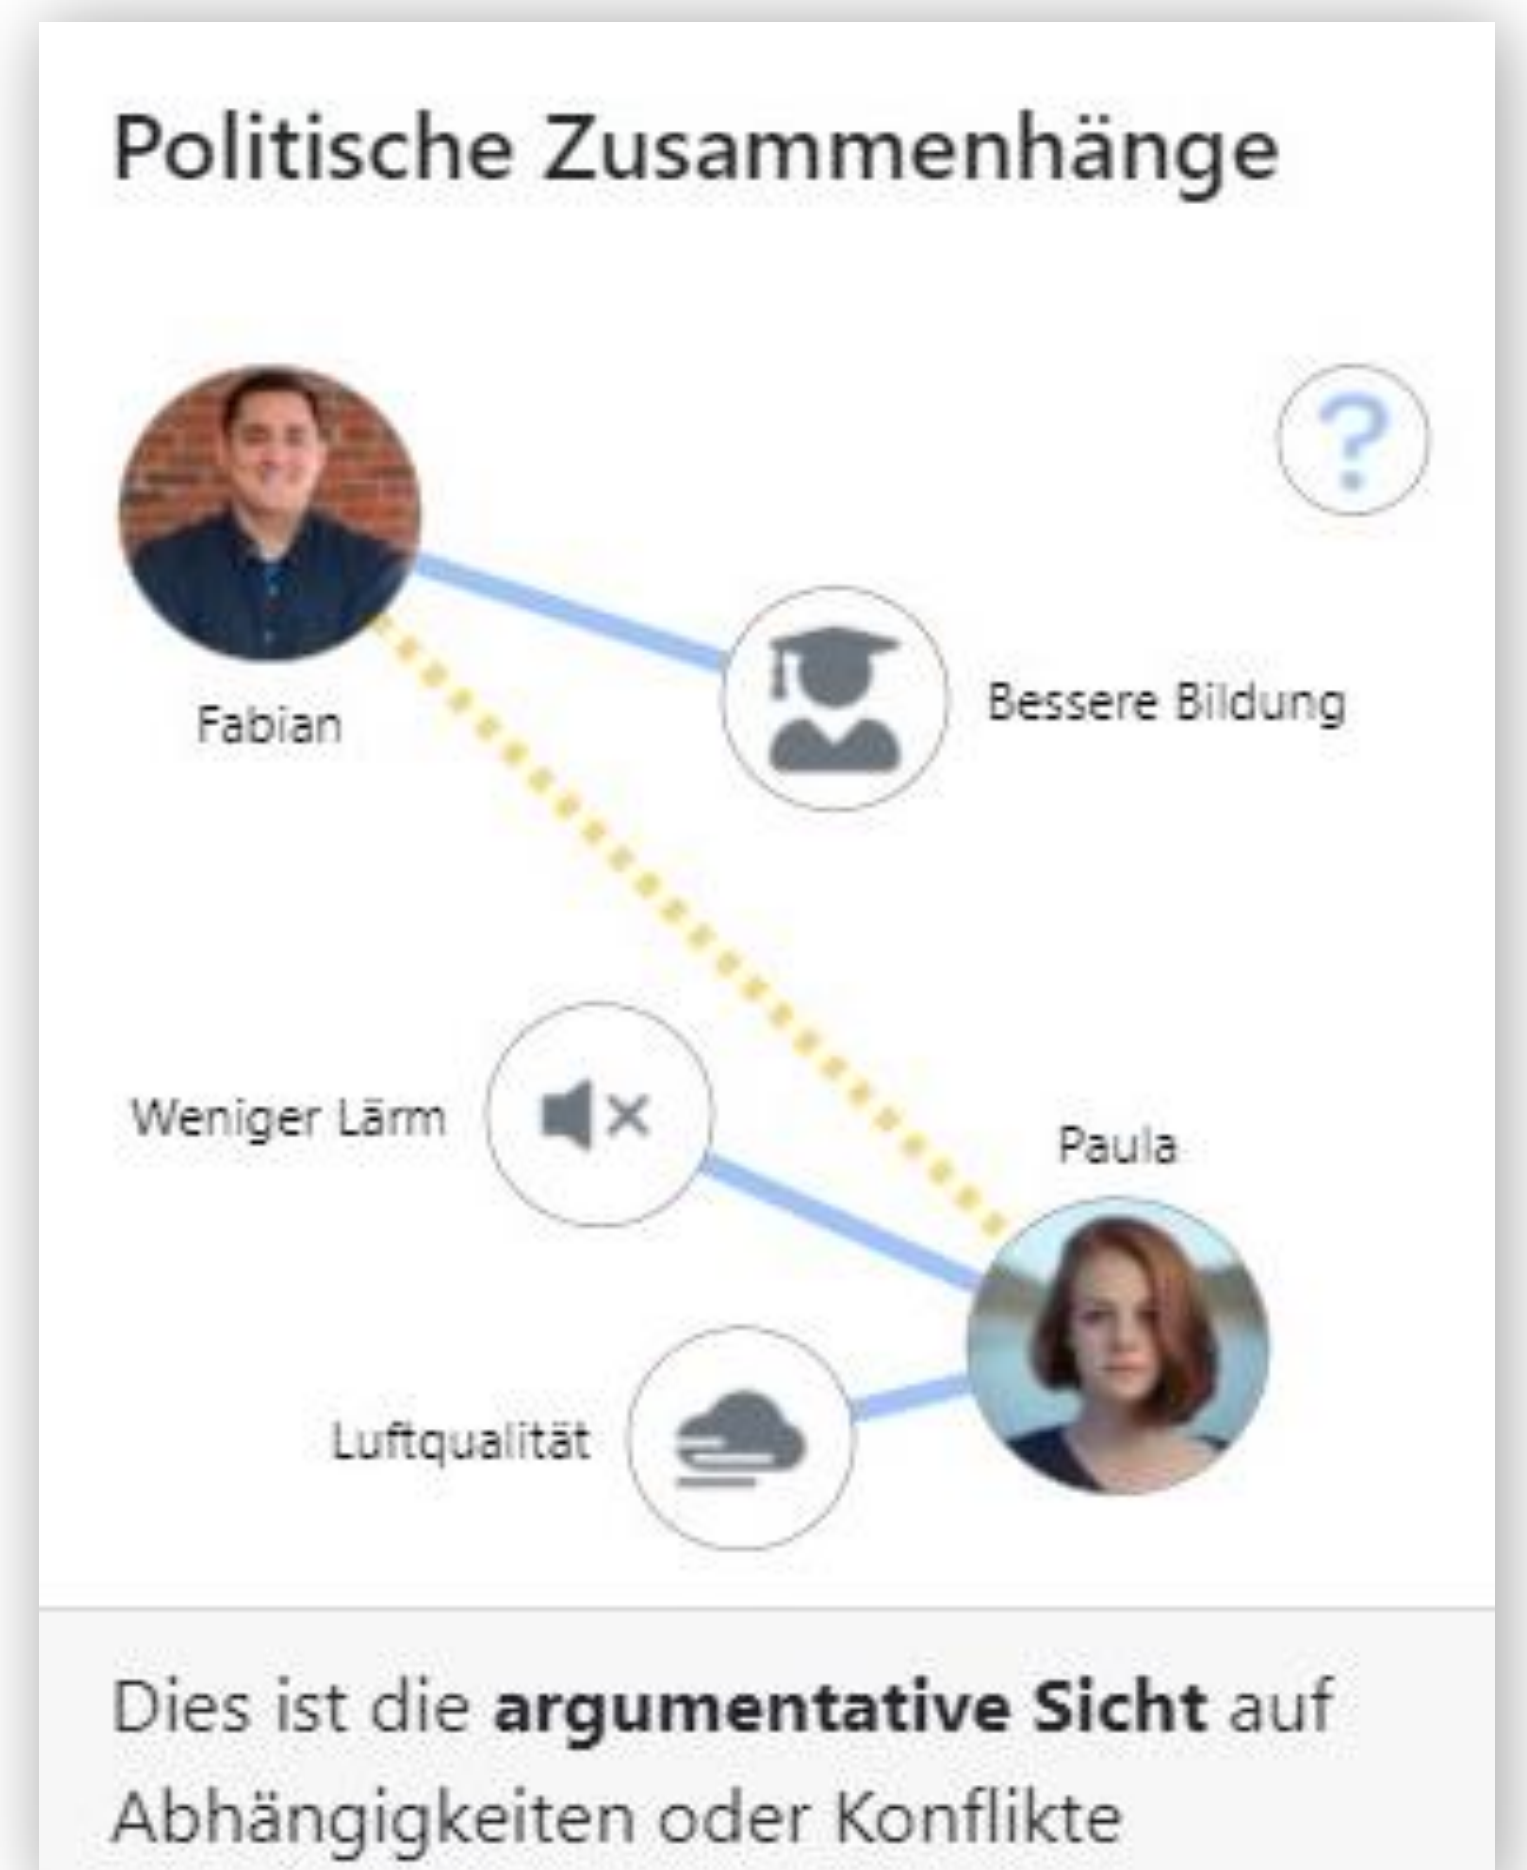 Politische Zusammenhänge
?
Fabian
Bessere Bildung
Weniger Lärm
Paula
Luftqualität
Dies ist die argumentative Sicht auf
Abhängigkeiten oder Konflikte